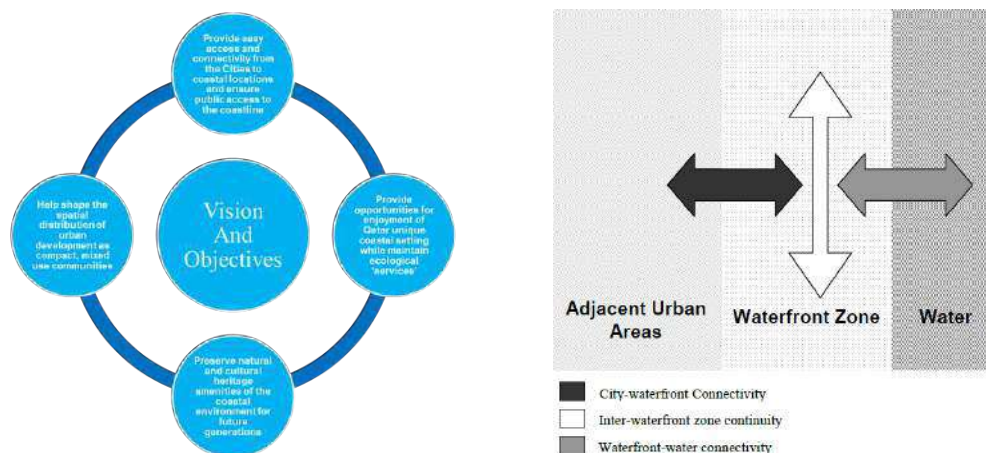 Provide easy
access and
connectivity from
the Cities to
coastal locations and
ensure public access to
the coastline
Help shape the
spatial
distribution of
urban
development as
compact, mixed
use communities
Vision
And
Objectives
Provide
opportunities for
enjoyment of
Qatar unique
coastal setting
while maintain
ecological
'services'
Preserve natural
and cultural
heritage
amenities of the
coastal
environment for
future
generations
Adjacent Urban
Areas
Waterfront Zone
Water
City-waterfront Connectivity
Inter-waterfront zone continuity
Waterfront-water connectivity